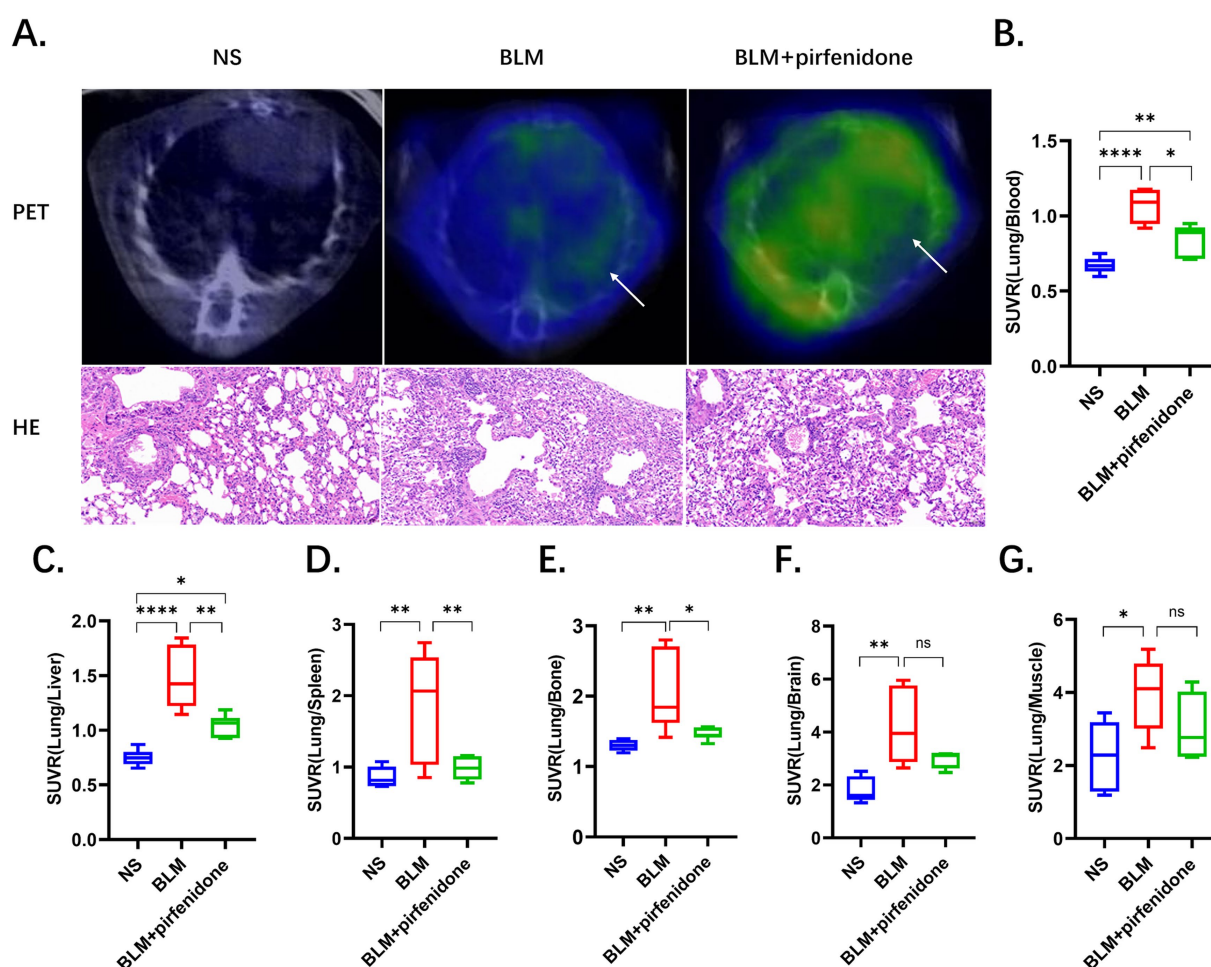 A.
NS
BLM
BLM+pirfenidone
PET
HE
B.
**
****
*
SUVR(Lung/Blood)
1.5
1.0
0.5
0.0
NS
BLM
BLM+pirfenidone
C.
*
****
**
SUVR(Lung/Liver)
2.0
1.5
1.0
0.5
0.0
NS
BLM
BLM+pirfenidone
D.
**
**
SUVR(Lung/Spleen)
3
2
1
0
NS
BLM
BLM+pirfenidone
E.
**
*
SUVR(Lung/Bone)
3
2
1
0
NS
BLM
BLM+pirfenidone
F.
**
ns
SUVR(Lung/Brain)
8
6
4
2
0
NS
BLM
BLM+pirfenidone
G.
*
ns
SUVR(Lung/Muscle)
6
4
2
0
NS
BLM
BLM+pirfenidone